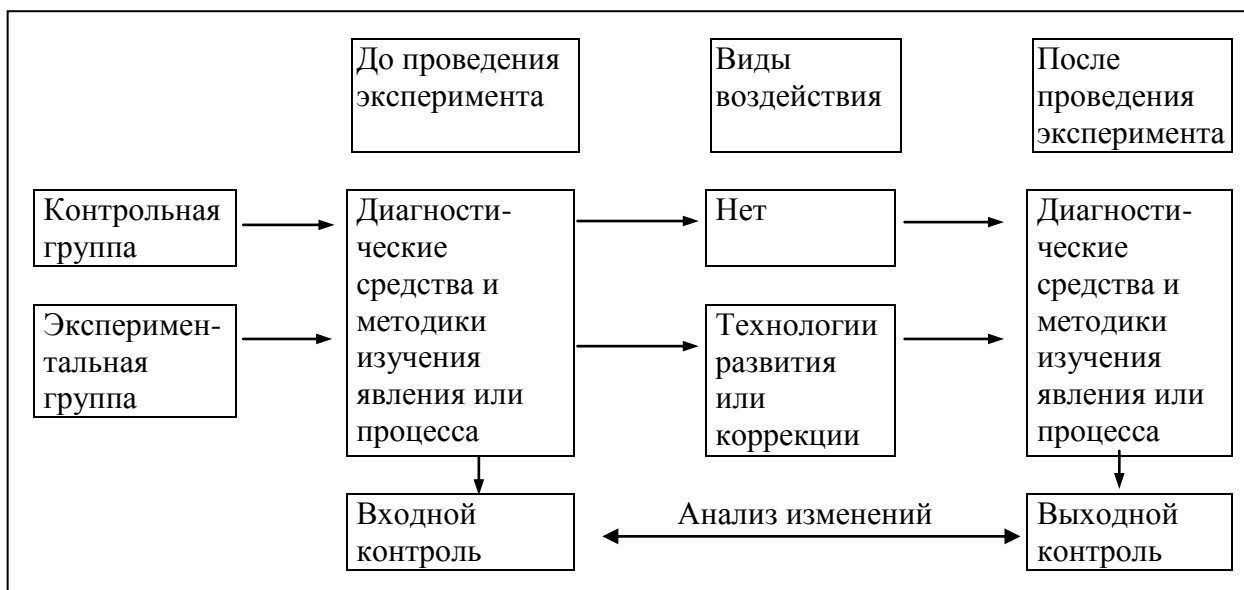 До проведения
эксперимента
Виды
воздействия
После
проведения
эксперимента
Контрольная
группа
Диагности-
ческие
средства и
методики
изучения
явления или
процесса
Нет
Диагности-
ческие
средства и
методики
изучения
явления или
процесса
Эксперимен-
тальная
группа
Технологии
развития
или
коррекции
Входной
контроль
Анализ изменений
Выходной
контроль